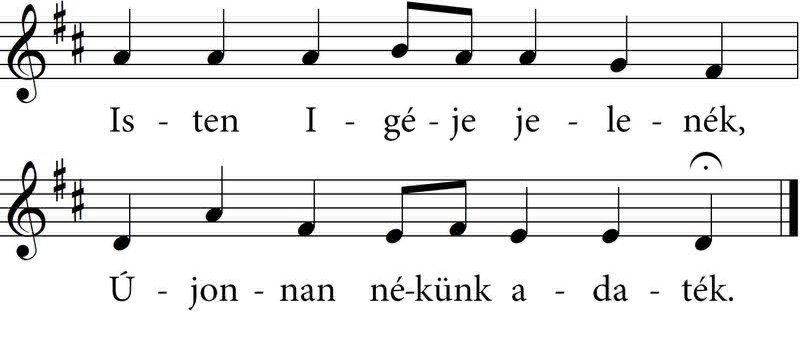 Is - ten I - gé - je je - le - nék,
Ú - jon - nan né-künk a - da - ték.